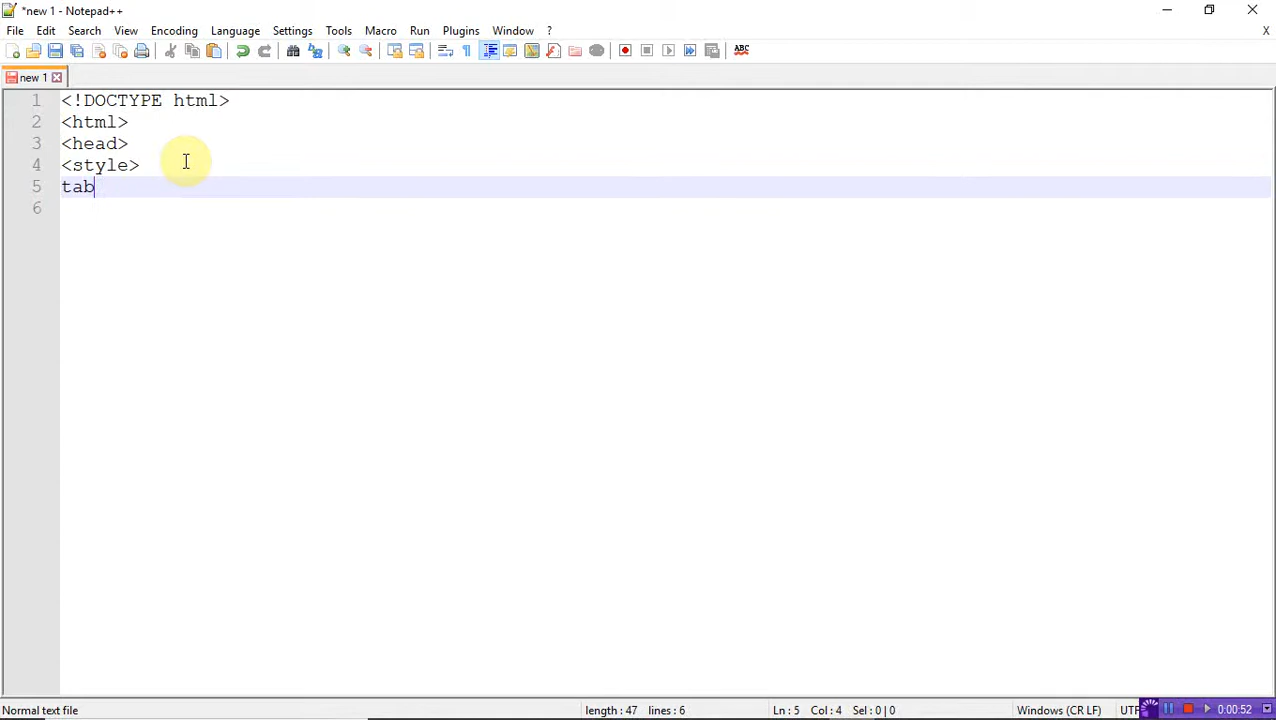 *new 1 - Notepad++
File Edit Search View Encoding Language Settings Tools Macro Run Plugins Window ? X
ABC
new 1
1 <!DOCTYPE html>
2 <html>
3 <head>
4 <style>
5 tab
6
Normal text file length : 47 lines : 6 Ln : 5 Col : 4 Sel : 0 | 0 Windows (CR LF) UTF 0:00:52